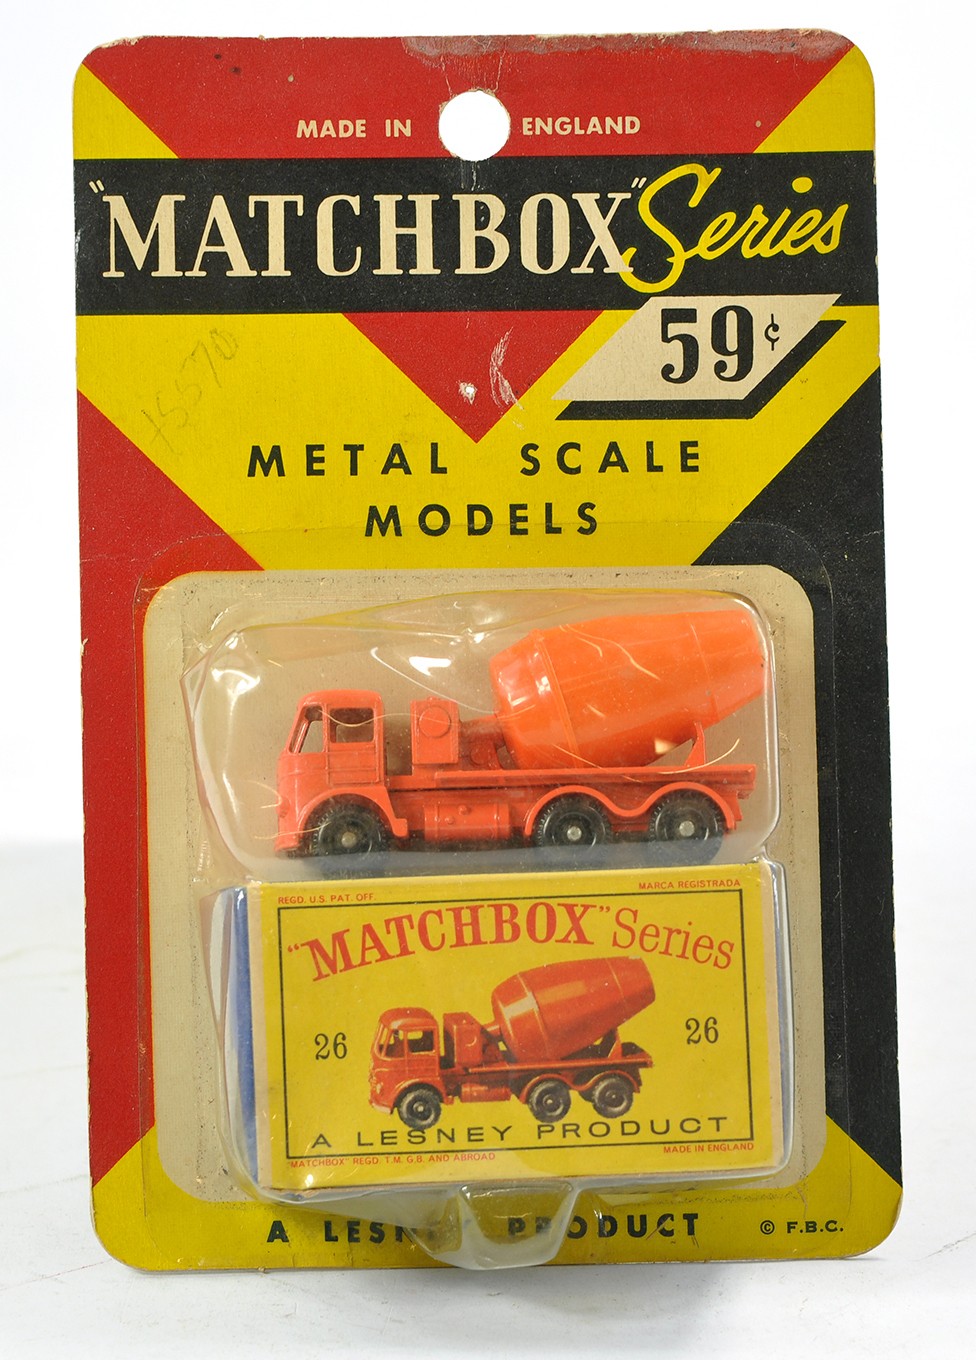 MADE IN ENGLAND
"MATCHBOX" Series
59¢
METAL SCALE
MODELS
REGD. U.S. PAT. OFF. MARCA REGISTRADA
"MATCHBOX" Series
26 26
A LESNEY PRODUCT
"MATCHBOX" REGD. T.M. G.B. AND ABROAD MADE IN ENGLAND
A LESNEY PRODUCT © F.B.C.